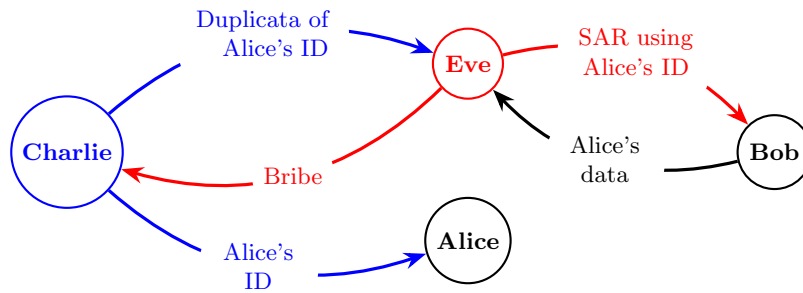 Duplicata of
Alice's ID
Eve
SAR using
Alice's ID
Charlie
Bribe
Alice's
data
Bob
Alice
Alice's
ID